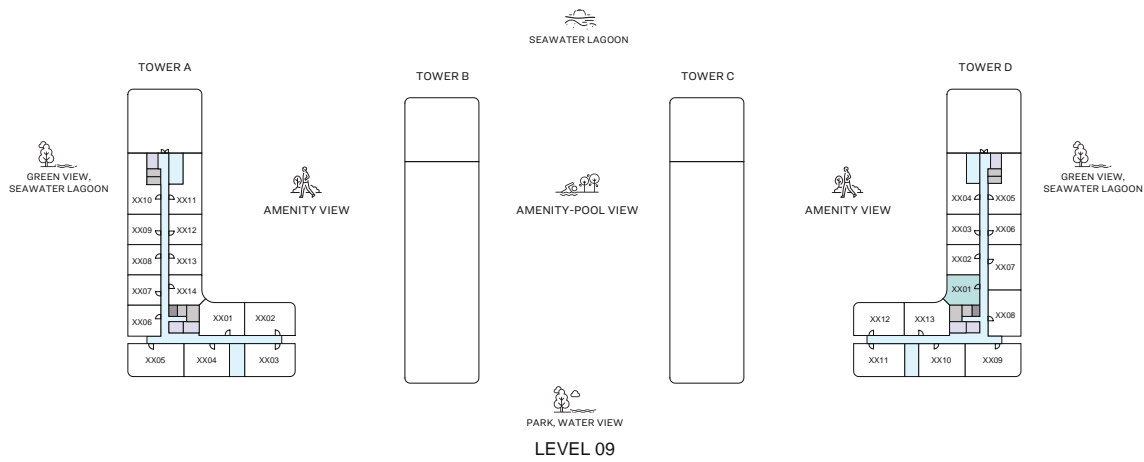 SEAWATER LAGOON
TOWER A
TOWER B
TOWER C
TOWER D
GREEN VIEW,
SEAWATER LAGOON
AMENITY VIEW
AMENITY-POOL VIEW
AMENITY VIEW
GREEN VIEW,
SEAWATER LAGOON
XX10 XX11
XX09 XX12
XX08 XX13
XX07 XX14
XX06 XX01 XX02
XX05 XX04 XX03
XX04 XX05
XX03 XX06
XX02 XX07
XX01
XX12 XX13 XX08
XX11 XX10 XX09
PARK, WATER VIEW
LEVEL 09